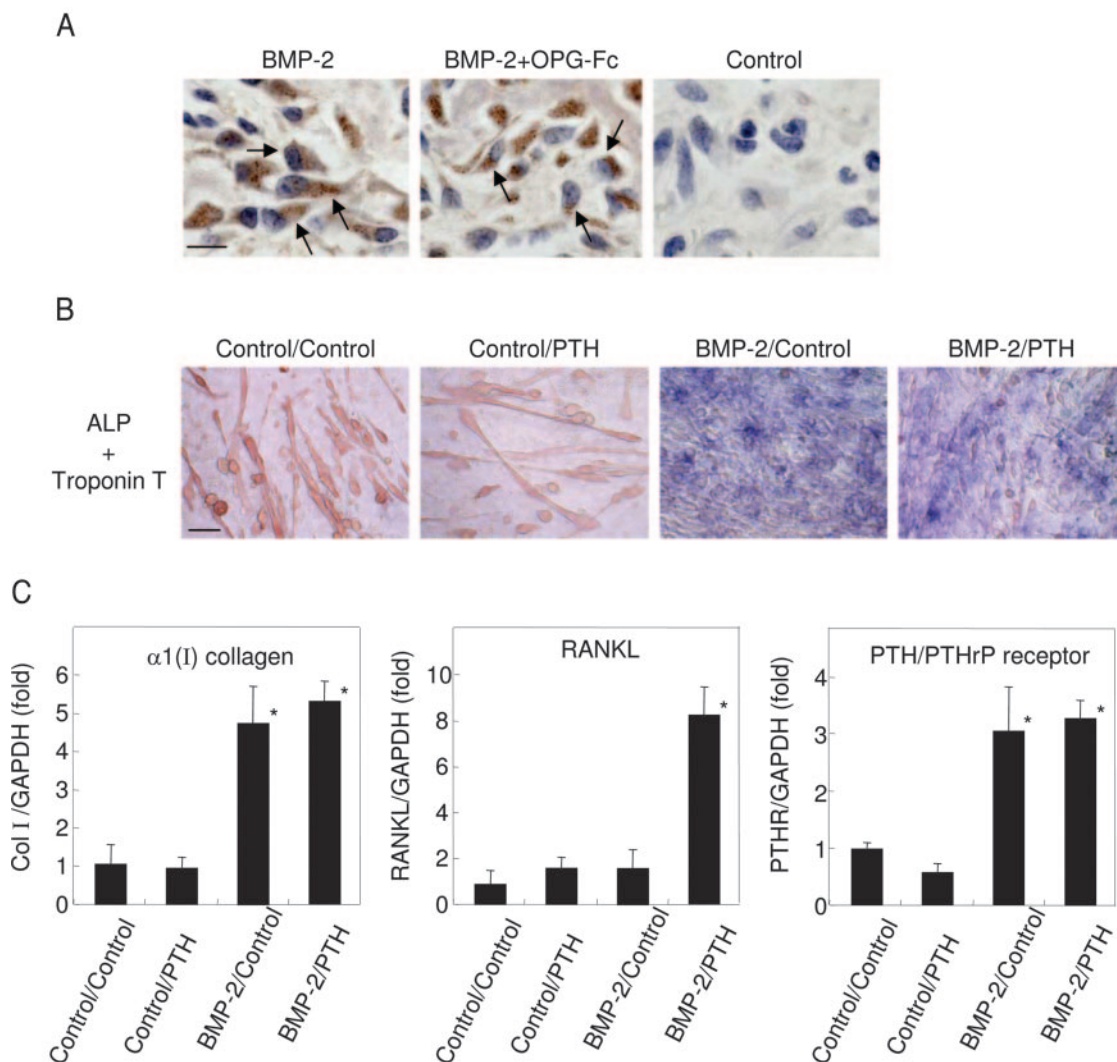 A
BMP-2
BMP-2+OPG-Fc
Control
B
Control/Control
Control/PTH
BMP-2/Control
BMP-2/PTH
ALP
+
Troponin T
C
α1(I) collagen
Col I /GAPDH (fold)
6
5
4
3
2
1
0
*
*
Control/Control
Control/PTH
BMP-2/Control
BMP-2/PTH
RANKL
RANKL/GAPDH (fold)
10
8
6
4
2
0
*
Control/Control
Control/PTH
BMP-2/Control
BMP-2/PTH
PTH/PTHrP receptor
PTHR/GAPDH (fold)
4
3
2
1
0
*
*
Control/Control
Control/PTH
BMP-2/Control
BMP-2/PTH